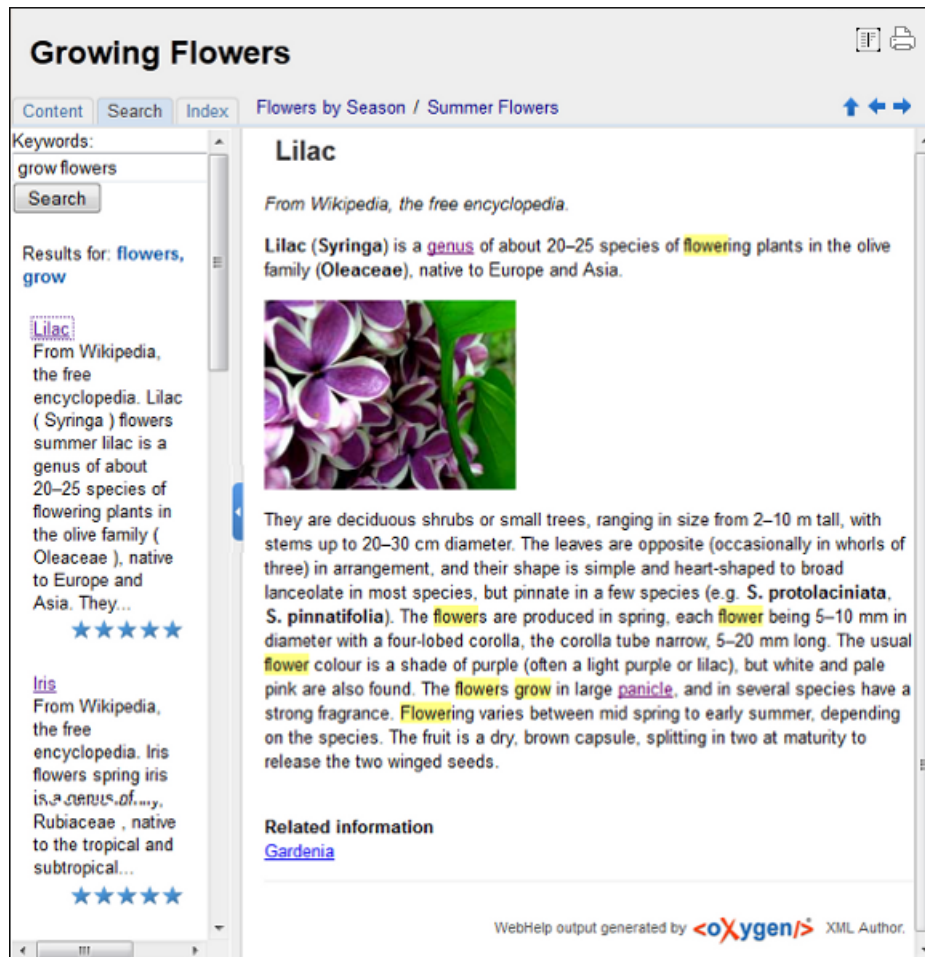 Growing Flowers
Content
Search
Index
Flowers by Season / Summer Flowers
Keywords:
grow flowers
Search
Results for: flowers,
grow
Lilac
From Wikipedia,
the free
encyclopedia. Lilac
( Syringa ) flowers
summer lilac is a
genus of about
20–25 species of
flowering plants in
the olive family (
Oleaceae ), native
to Europe and
Asia. They...
Iris
From Wikipedia,
the free
encyclopedia. Iris
flowers spring iris
is a genus of
Rubiaceae , native
to the tropical and
subtropical...
Lilac
From Wikipedia, the free encyclopedia.
Lilac (Syringa) is a genus of about 20–25 species of flowering plants in the olive
family (Oleaceae), native to Europe and Asia.
They are deciduous shrubs or small trees, ranging in size from 2–10 m tall, with
stems up to 20–30 cm diameter. The leaves are opposite (occasionally in whorls of
three) in arrangement, and their shape is simple and heart-shaped to broad
lanceolate in most species, but pinnate in a few species (e.g. S. protolaciniata,
S. pinnatifolia). The flowers are produced in spring, each flower being 5–10 mm in
diameter with a four-lobed corolla, the corolla tube narrow, 5–20 mm long. The usual
flower colour is a shade of purple (often a light purple or lilac), but white and pale
pink are also found. The flowers grow in large panicle, and in several species have a
strong fragrance. Flowering varies between mid spring to early summer, depending
on the species. The fruit is a dry, brown capsule, splitting in two at maturity to
release the two winged seeds.
Related information
Gardenia
WebHelp output generated by <oXygen/> XML Author.